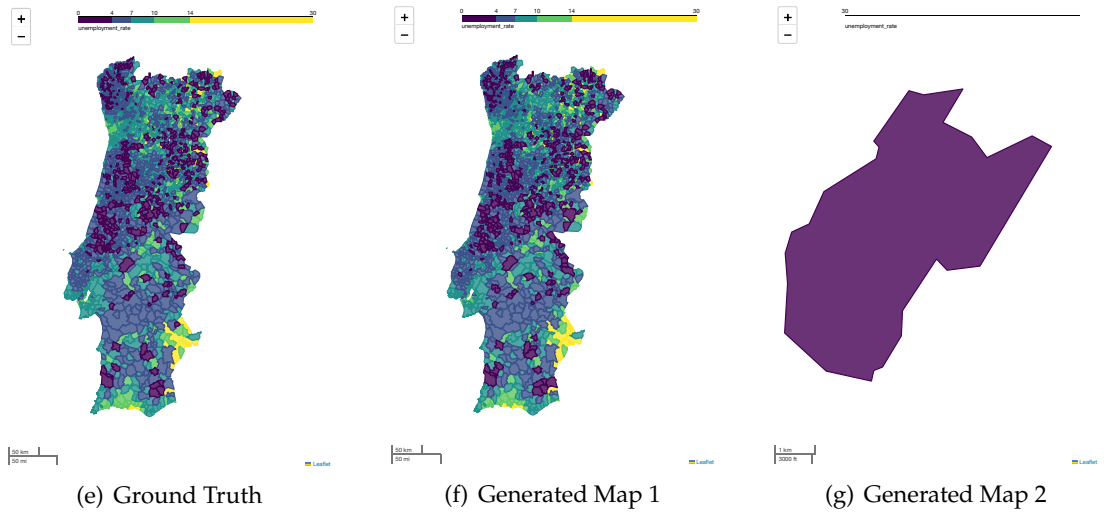 +
−
0 4 7 10 14 30
unemployment_rate
50 km
50 mi
Leaflet
(e) Ground Truth
+
−
0 4 7 10 14 30
unemployment_rate
50 km
50 mi
Leaflet
(f) Generated Map 1
+
−
30
unemployment_rate
1 km
3000 ft
Leaflet
(g) Generated Map 2